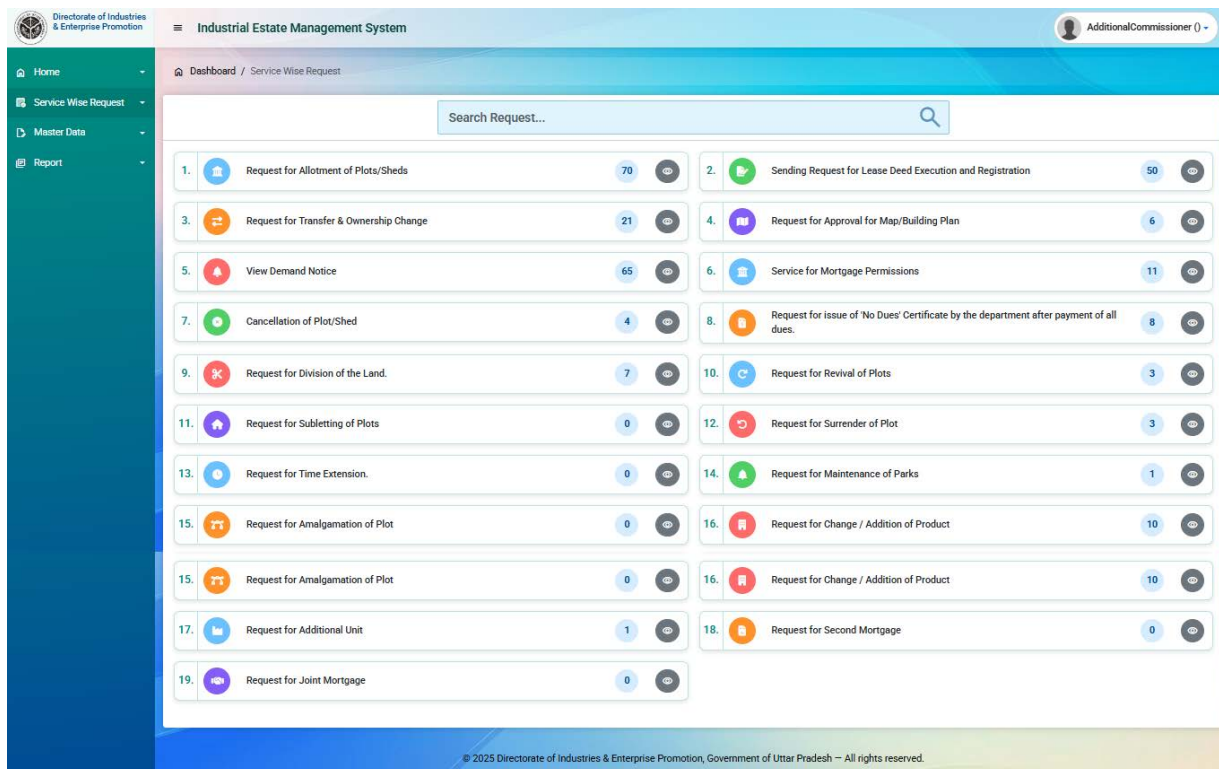 Directorate of Industries
& Enterprise Promotion
Industrial Estate Management System
AdditionalCommissioner ()
Home
Service Wise Request
Master Data
Report
Dashboard / Service Wise Request
Search Request...
1. Request for Allotment of Plots/Sheds 70
2. Sending Request for Lease Deed Execution and Registration 50
3. Request for Transfer & Ownership Change 21
4. Request for Approval for Map/Building Plan 6
5. View Demand Notice 65
6. Service for Mortgage Permissions 11
7. Cancellation of Plot/Shed 4
8. Request for issue of 'No Dues' Certificate by the department after payment of all
dues. 8
9. Request for Division of the Land. 7
10. Request for Revival of Plots 3
11. Request for Subletting of Plots 0
12. Request for Surrender of Plot 3
13. Request for Time Extension. 0
14. Request for Maintenance of Parks 1
15. Request for Amalgamation of Plot 0
16. Request for Change / Addition of Product 10
15. Request for Amalgamation of Plot 0
16. Request for Change / Addition of Product 10
17. Request for Additional Unit 1
18. Request for Second Mortgage 0
19. Request for Joint Mortgage 0
© 2025 Directorate of Industries & Enterprise Promotion, Government of Uttar Pradesh — All rights reserved.